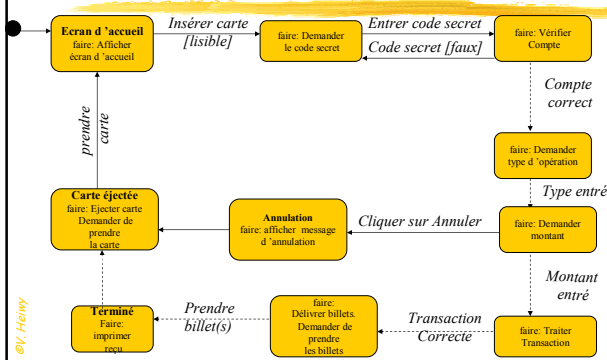 Ecran d 'accueil
faire: Afficher
écran d 'accueil
Insérer carte
[lisible]
faire: Demander
le code secret
Entrer code secret
Code secret [faux]
faire: Vérifier
Compte
Compte
correct
prendre
carte
faire: Demander
type d 'opération
Type entré
Carte éjectée
faire: Ejecter carte
Demander de
prendre
la carte
Annulation
faire: afficher message
d 'annulation
Cliquer sur Annuler
faire: Demander
montant
Montant
entré
Terminé
Faire:
imprimer
reçu
Prendre
billet(s)
faire:
Délivrer billets.
Demander de
prendre
les billets
Transaction
Correcte
faire: Traiter
Transaction
©V. Heiwy